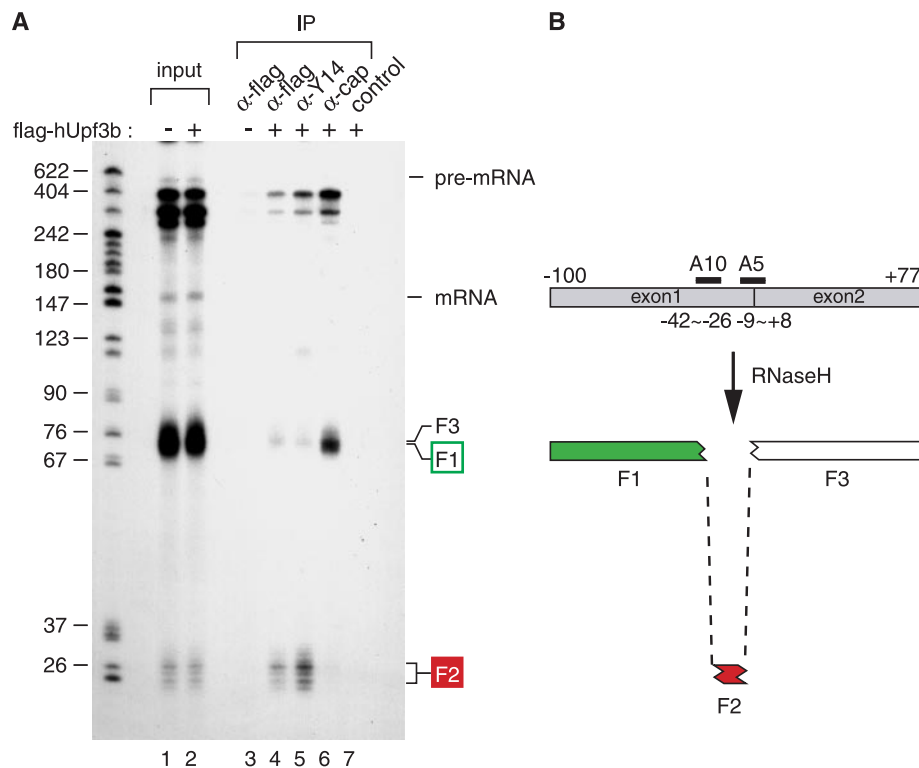 A
IP
input
α-flag
α-flag
α-Y14
α-cap
control
flag-hUpf3b : - + - + + + +
622
404
242
180
147
123
90
76
67
37
26
pre-mRNA
mRNA
F3
F1
F2
1 2 3 4 5 6 7
B
-100 A10 A5 +77
exon1 exon2
-42~-26 -9~+8
RNaseH
F1 F3
F2